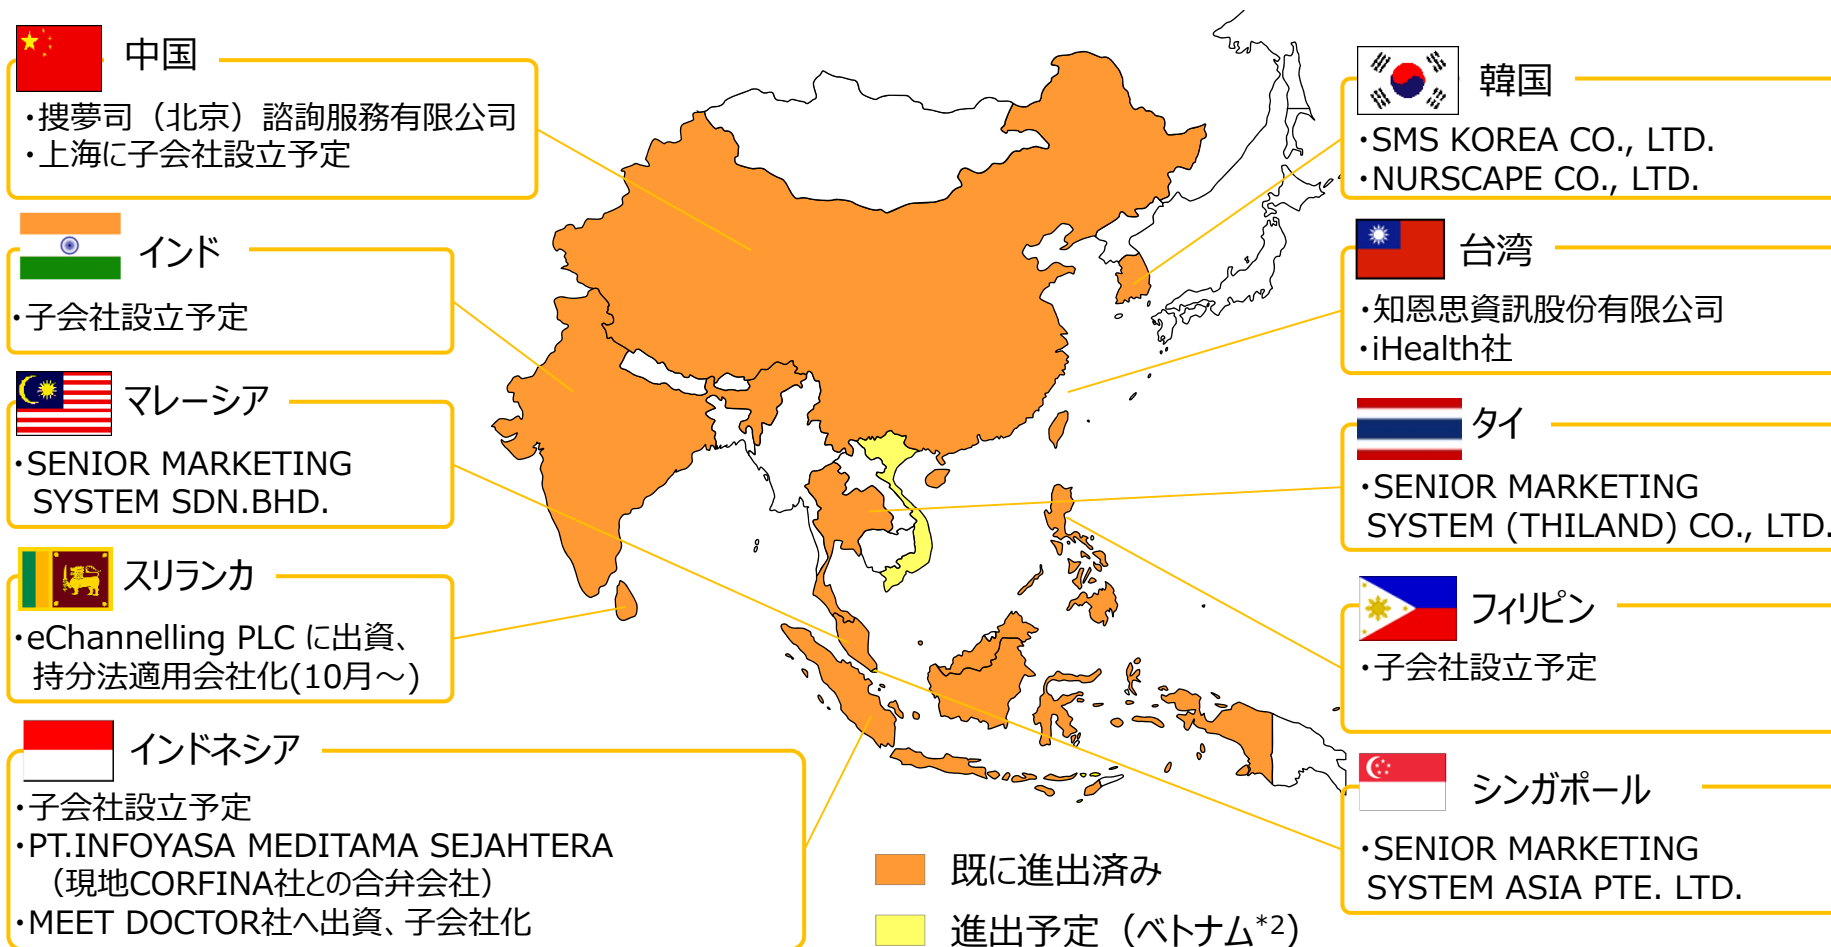 中国
・捜夢司（北京）諮詢服務有限公司
・上海に子会社設立予定
インド
・子会社設立予定
マレーシア
・SENIOR MARKETING
SYSTEM SDN.BHD.
スリランカ
・eChannelling PLC に出資、
持分法適用会社化(10月～)
インドネシア
・子会社設立予定
・PT.INFOYASA MEDITAMA SEJAHTERA
（現地CORFINA社との合弁会社）
・MEET DOCTOR社へ出資、子会社化
韓国
・SMS KOREA CO., LTD.
・NURSCAPE CO., LTD.
台湾
・知恩思資訊股份有限公司
・iHealth社
タイ
・SENIOR MARKETING
SYSTEM (THILAND) CO., LTD.
フィリピン
・子会社設立予定
シンガポール
・SENIOR MARKETING
SYSTEM ASIA PTE. LTD.
既に進出済み
進出予定（ベトナム*2）